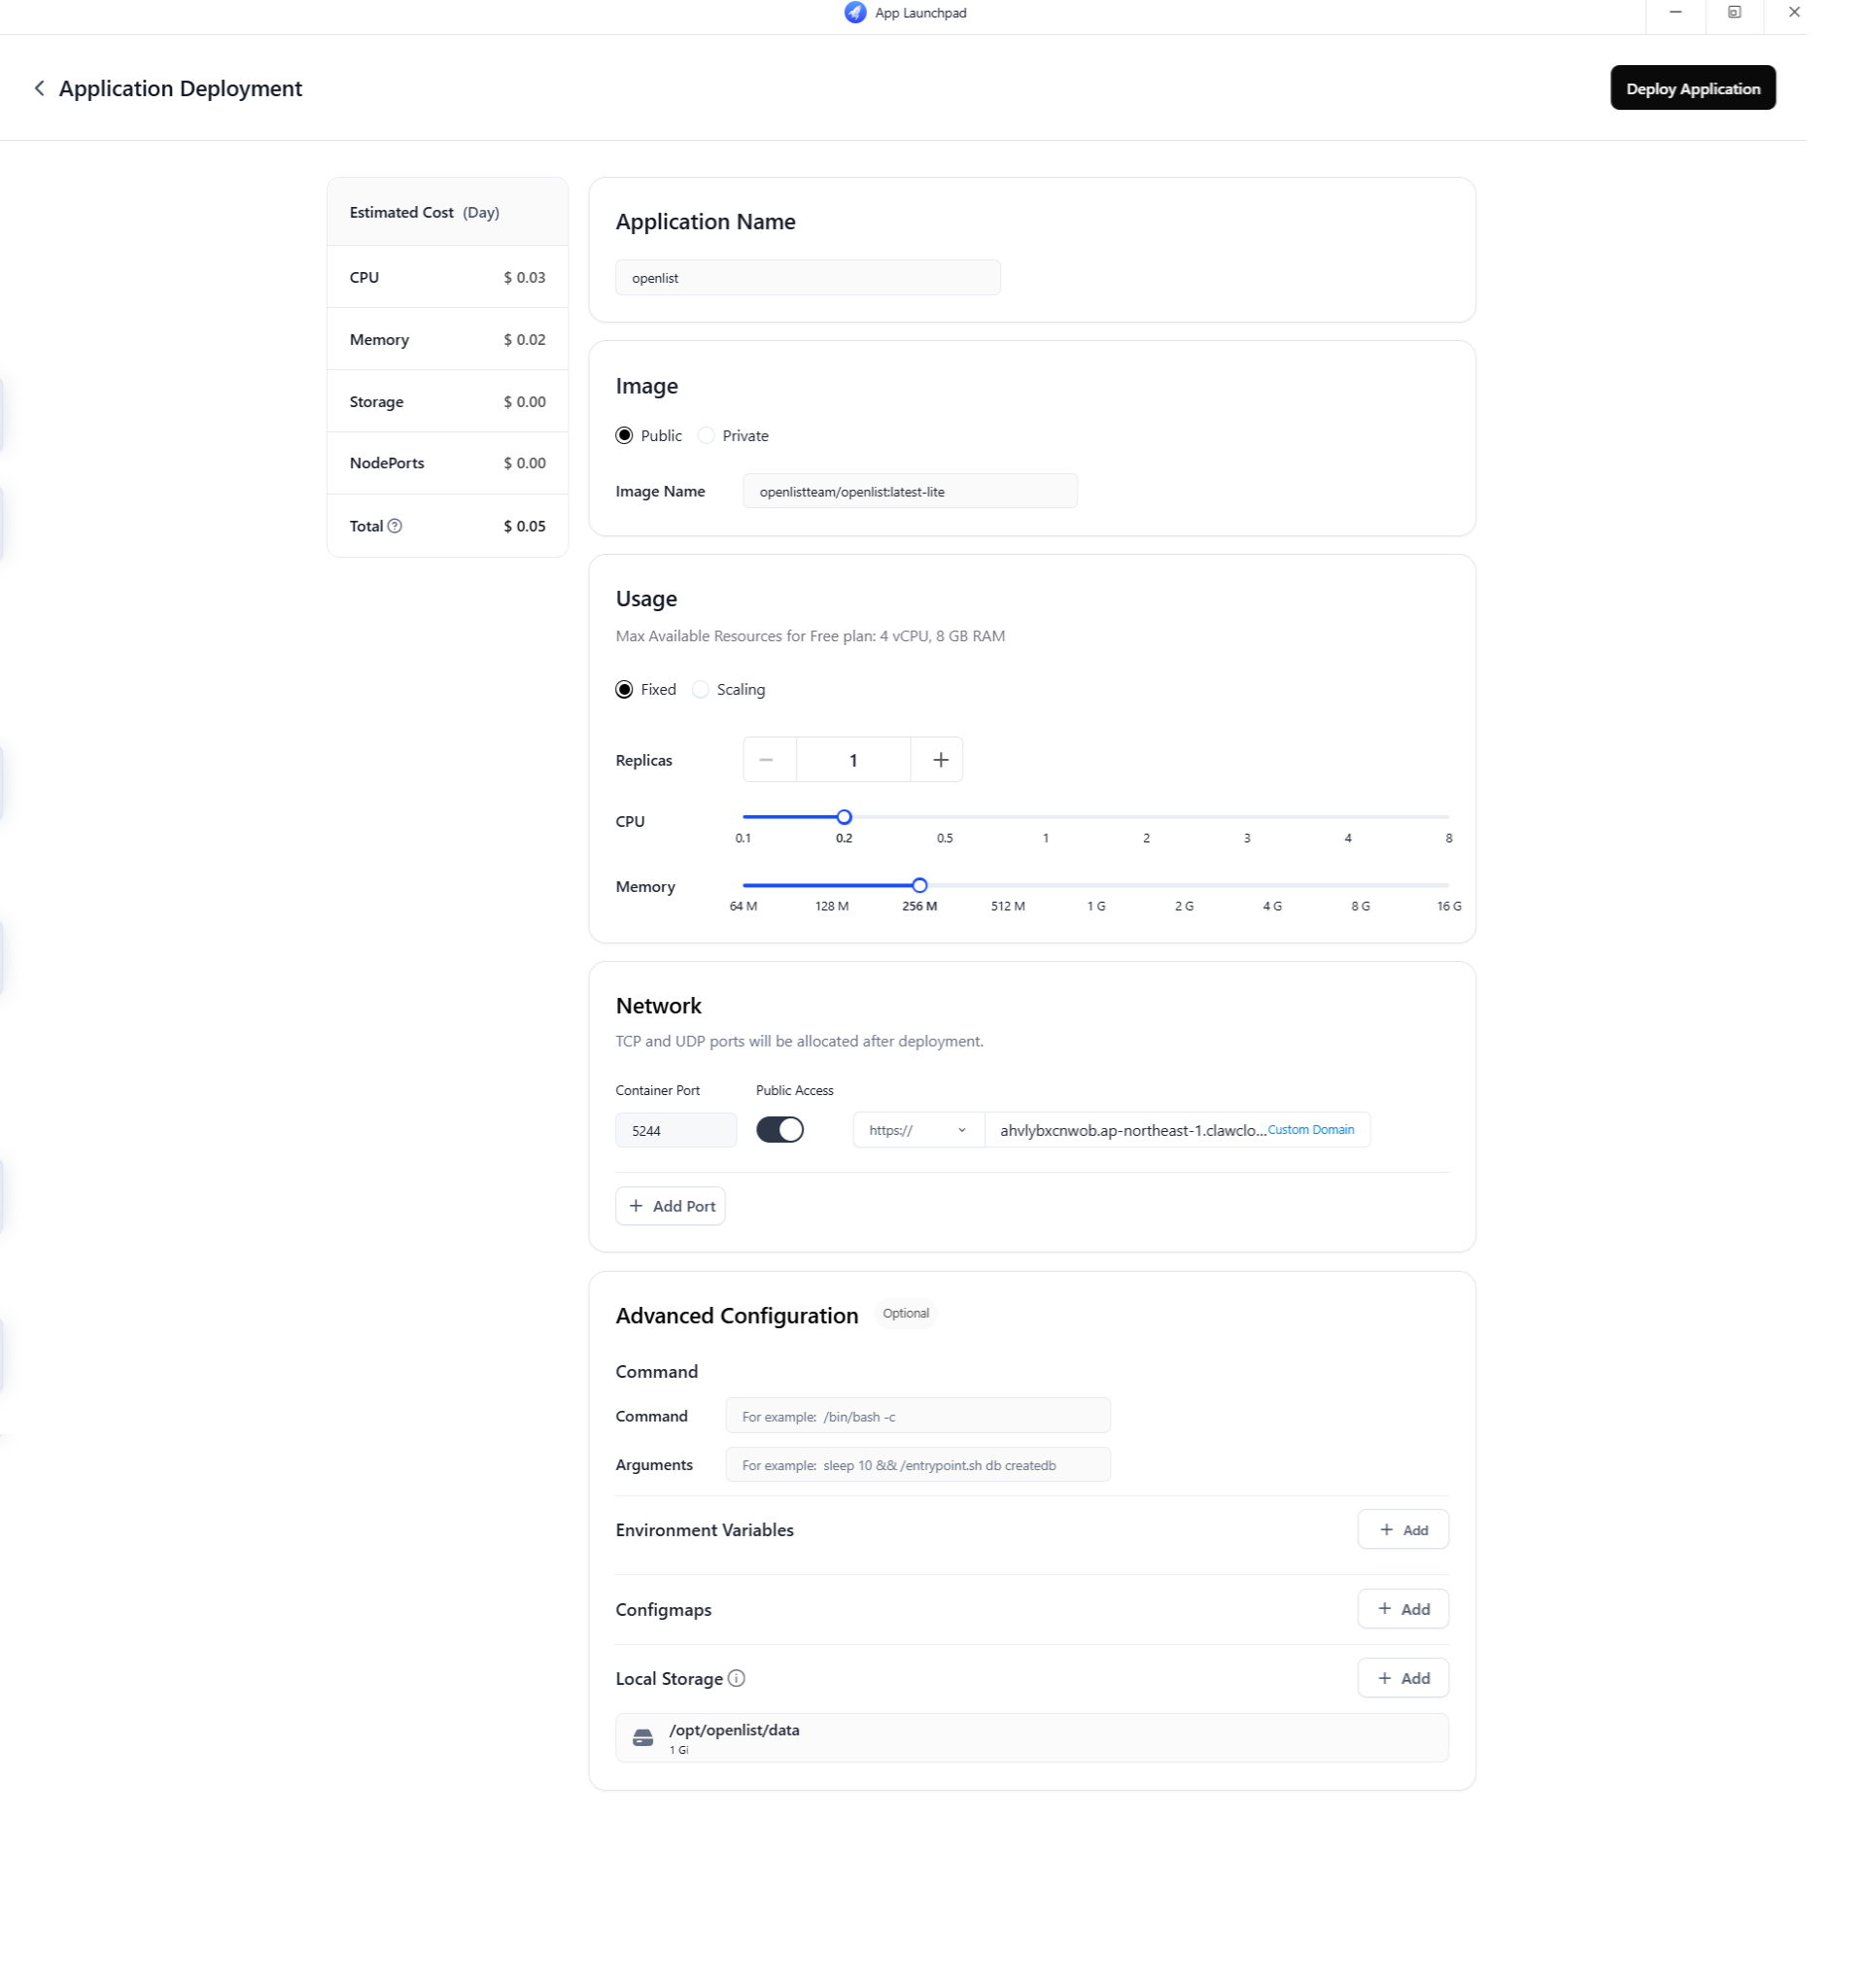 App Launchpad
Application Deployment
Deploy Application
Estimated Cost (Day)
CPU $ 0.03
Memory $ 0.02
Storage $ 0.00
NodePorts $ 0.00
Total $ 0.05
Application Name
openlist
Image
Public Private
Image Name openlistteam/openlist:latest-lite
Usage
Max Available Resources for Free plan: 4 vCPU, 8 GB RAM
Fixed Scaling
Replicas 1
CPU
0.1 0.2 0.5 1 2 3 4 8
Memory
64 M 128 M 256 M 512 M 1 G 2 G 4 G 8 G 16 G
Network
TCP and UDP ports will be allocated after deployment.
Container Port Public Access
5244 https:// ahvlybxcnwob.ap-northeast-1.clawclo... Custom Domain
Add Port
Advanced Configuration Optional
Command
Command For example: /bin/bash -c
Arguments For example: sleep 10 && /entrypoint.sh db createdb
Environment Variables Add
Configmaps Add
Local Storage Add
/opt/openlist/data
1 Gi